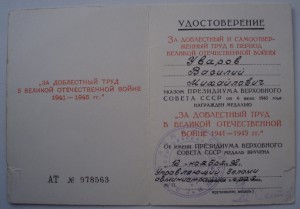 "ЗА ДОБЛЕСТНЫЙ ТРУД
В ВЕЛИКОЙ ОТЕЧЕСТВЕННОЙ ВОЙНЕ
1941—1945 гг."
АТ № 978563
УДОСТОВЕРЕНИЕ
ЗА ДОБЛЕСТНЫЙ И САМООТВЕР-
ЖЕННЫЙ ТРУД В ПЕРИОД
ВЕЛИКОЙ ОТЕЧЕСТВЕННОЙ ВОЙНЫ
Уваров
Василий
Михайлович
УКАЗОМ ПРЕЗИДИУМА ВЕРХОВНОГО
СОВЕТА СССР от 6 июня 1945 года
НАГРАЖДЕН МЕДАЛЬЮ
"ЗА ДОБЛЕСТНЫЙ ТРУД
В ВЕЛИКОЙ ОТЕЧЕСТВЕННОЙ
ВОЙНЕ 1941—1945 гг."
От имени ПРЕЗИДИУМА ВЕРХОВНОГО
СОВЕТА СССР МЕДАЛЬ ВРУЧЕНА
ноября